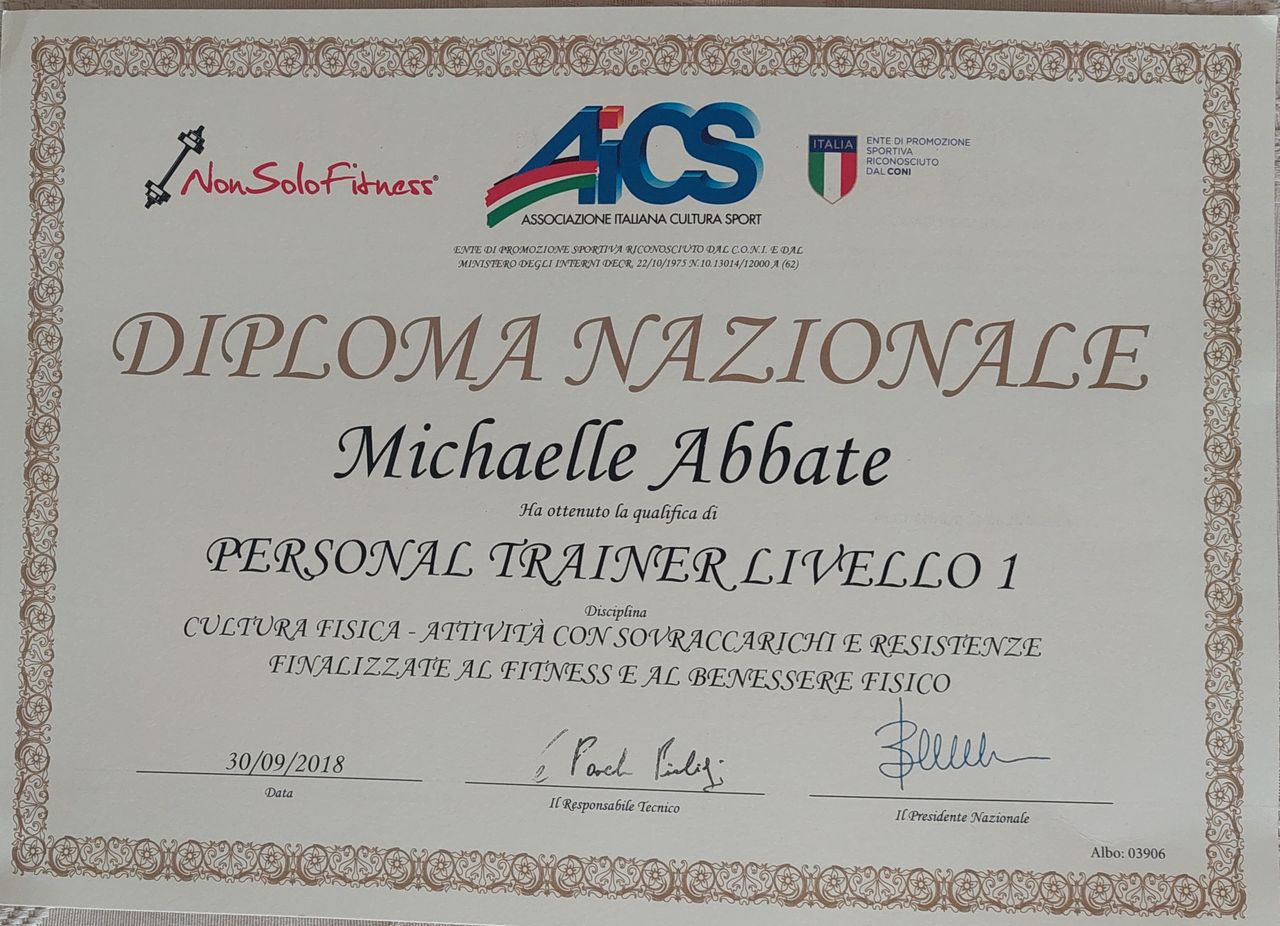 NonSoloFitness®
AiCS
ASSOCIAZIONE ITALIANA CULTURA SPORT
ITALIA
ENTE DI PROMOZIONE
SPORTIVA
RICONOSCIUTO
DAL CONI
ENTE DI PROMOZIONE SPORTIVA RICONOSCIUTO DAL C.O.N.I. E DAL
MINISTERO DEGLI INTERNI DECR. 22/10/1975 N.10.13014/12000 A (62)
DIPLOMA NAZIONALE
Michaelle Abbate
Ha ottenuto la qualifica di
PERSONAL TRAINER LIVELLO 1
Disciplina
CULTURA FISICA - ATTIVITÀ CON SOVRACCARICHI E RESISTENZE
FINALIZZATE AL FITNESS E AL BENESSERE FISICO
30/09/2018
Data
Il Responsabile Tecnico
Il Presidente Nazionale
Albo: 03906